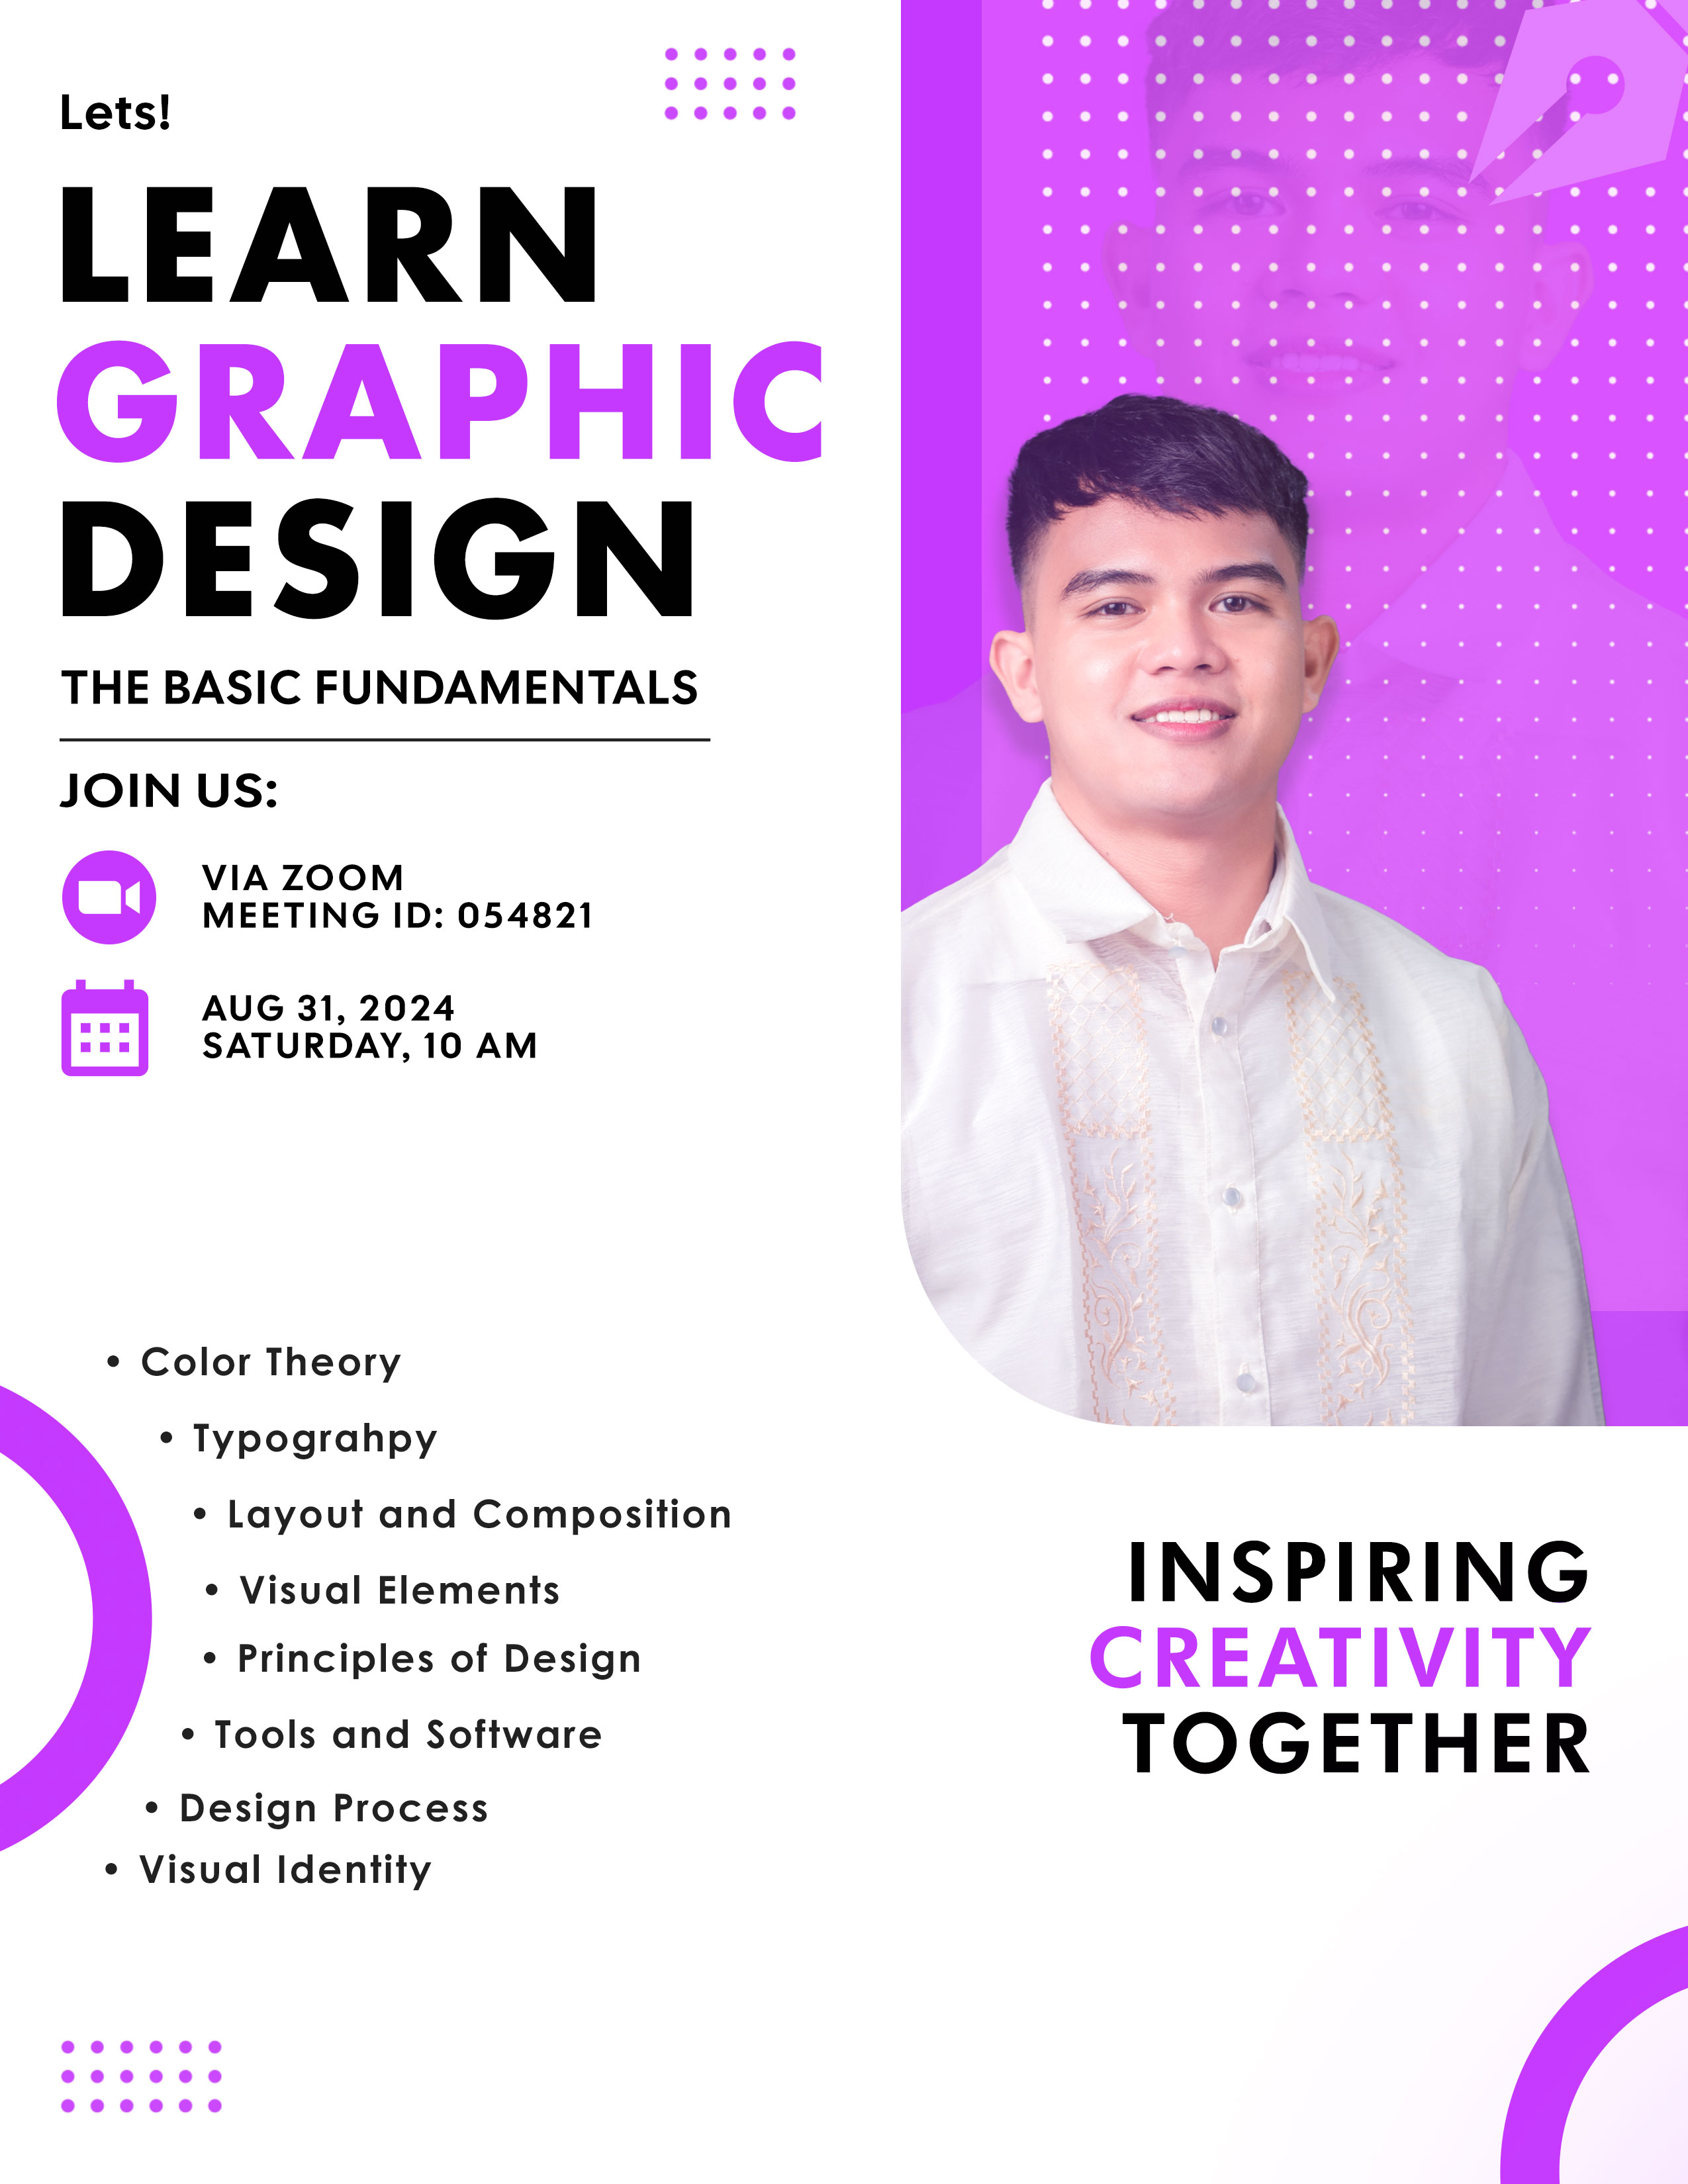 Lets!
LEARN
GRAPHIC
DESIGN
THE BASIC FUNDAMENTALS
JOIN US:
VIA ZOOM
MEETING ID: 054821
AUG 31, 2024
SATURDAY, 10 AM
• Color Theory
• Typograhpy
• Layout and Composition
• Visual Elements
• Principles of Design
• Tools and Software
• Design Process
• Visual Identity
INSPIRING
CREATIVITY
TOGETHER